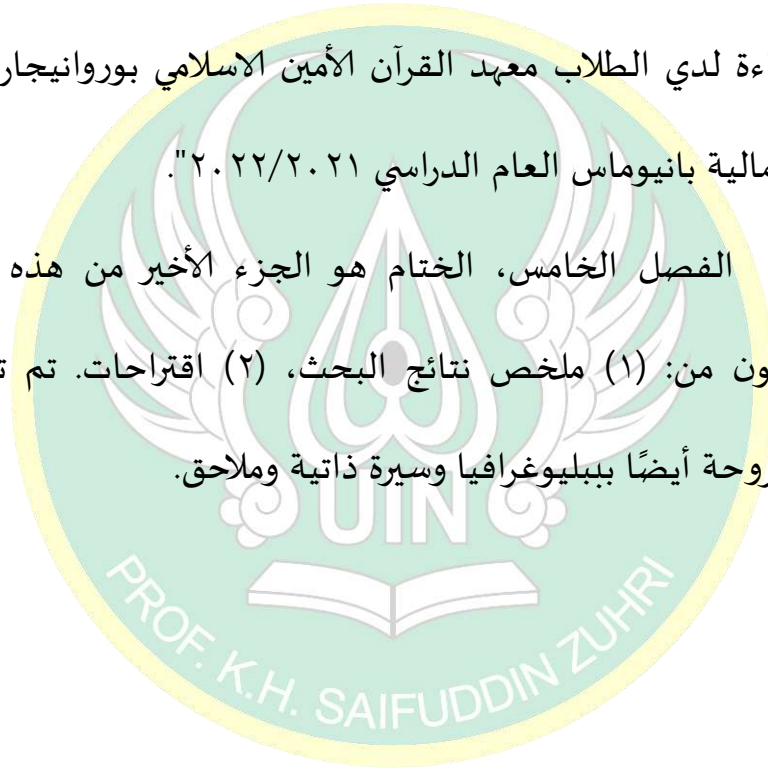 اءة لدي الطلاب معهد القرآن الأمين الاسلامي بوروانيجار
مالية بانيوماس العام الدراسي ٢٠٢٢/٢٠٢١".
الفصل الخامس، الختام هو الجزء الأخير من هذه
ون من: (١) ملخص نتائج البحث، (٢) اقتراحات. تم ت
روحة أيضًا ببليوغرافيا وسيرة ذاتية وملاحق.
UIN
PROF. K.H. SAIFUDDIN ZUHRI